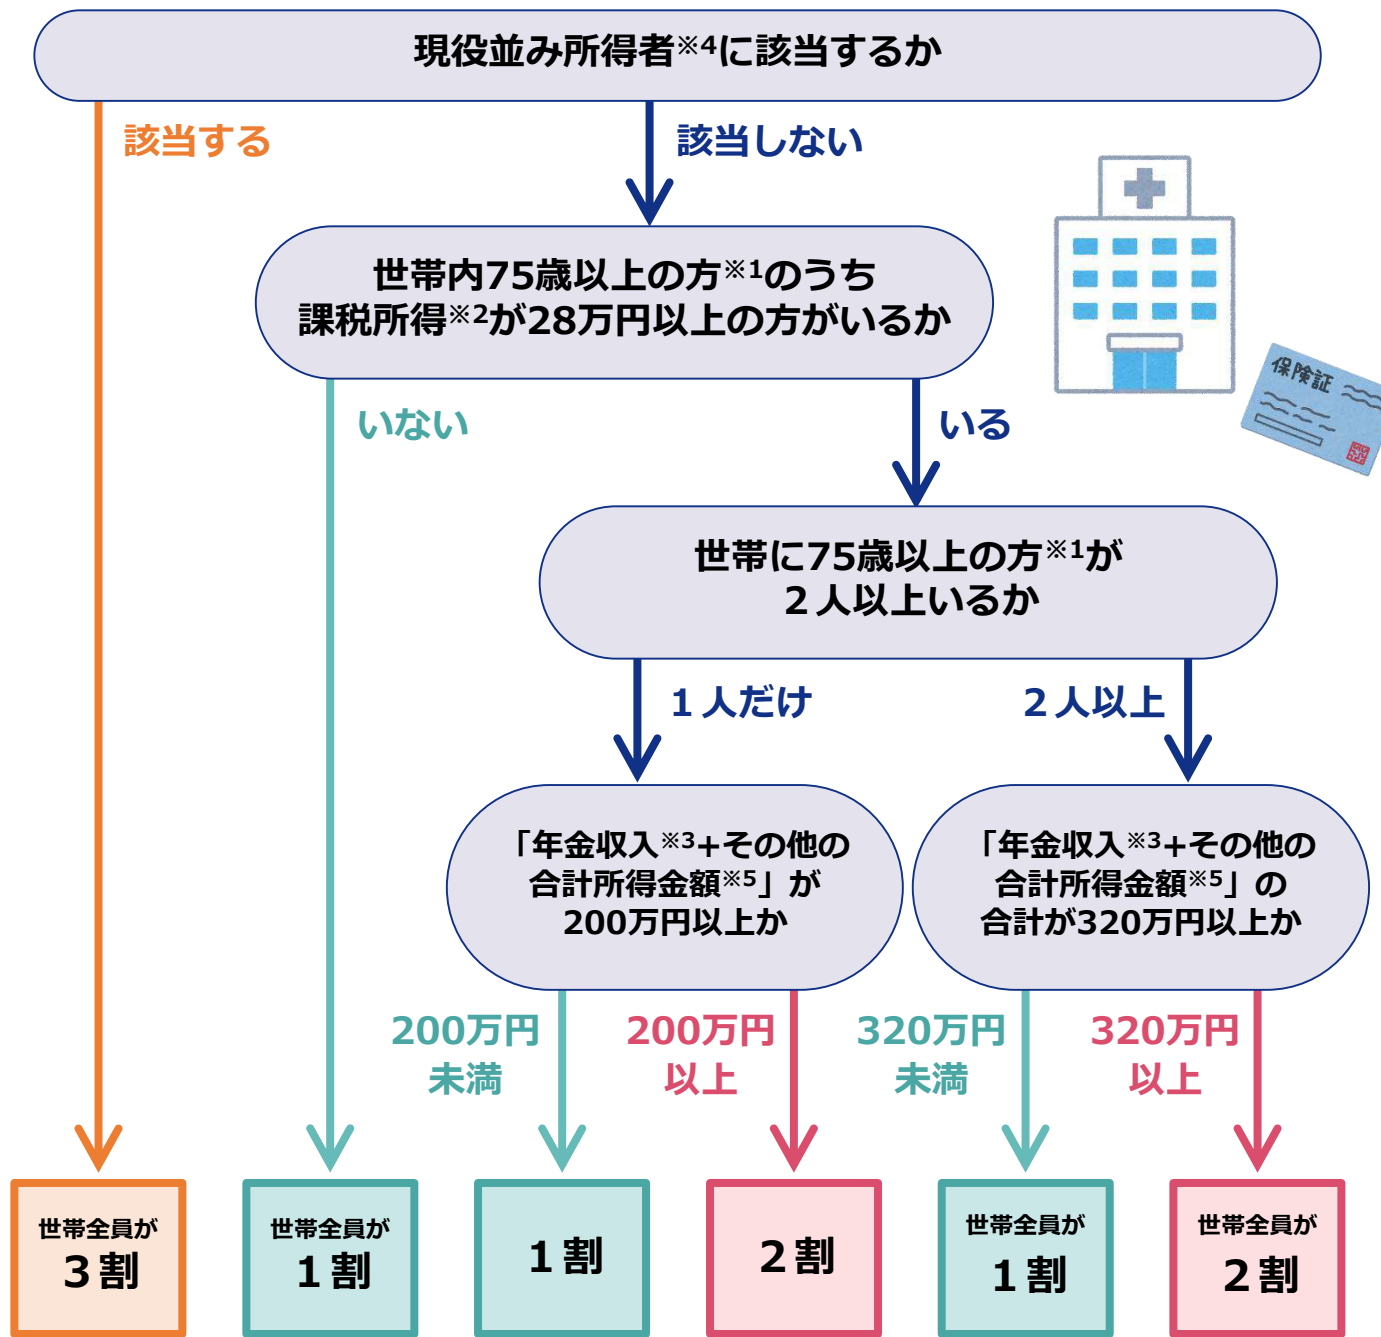 現役並み所得者※4に該当するか
該当する
該当しない
世帯内75歳以上の方※1のうち
課税所得※2が28万円以上の方がいるか
保険証
いない
いる
世帯に75歳以上の方※1が
２人以上いるか
１人だけ
２人以上
「年金収入※3+その他の
合計所得金額※5」が
200万円以上か
「年金収入※3+その他の
合計所得金額※5」の
合計が320万円以上か
200万円
未満
200万円
以上
320万円
未満
320万円
以上
世帯全員が
３割
世帯全員が
１割
１割
２割
世帯全員が
１割
世帯全員が
２割